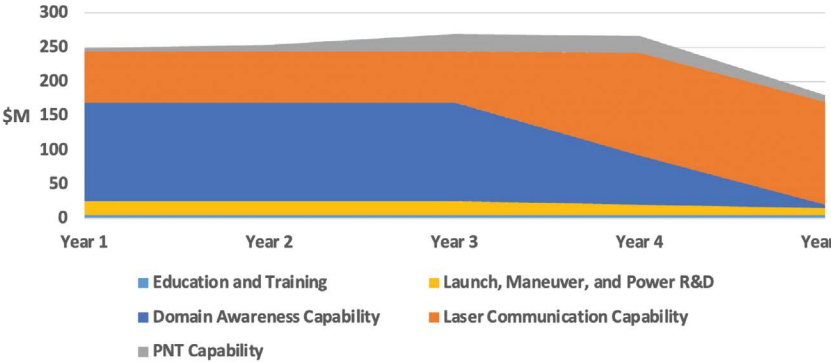 300
250
200
$M
150
100
50
0
Year 1 Year 2 Year 3 Year 4 Year
Education and Training Launch, Maneuver, and Power R&D
Domain Awareness Capability Laser Communication Capability
PNT Capability